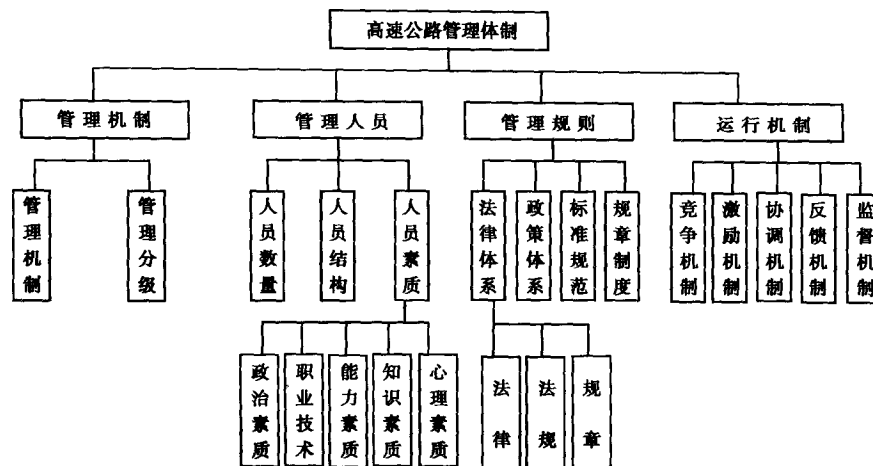 高速公路管理体制
管理机制
管理人员
管理规则
运行机制
管理机制
管理分级
人员数量
人员结构
人员素质
法律体系
政策体系
标准规范
规章制度
竞争机制
激励机制
协调机制
反馈机制
监督机制
政治素质
职业技术
能力素质
知识素质
心理素质
法律
法规
规章